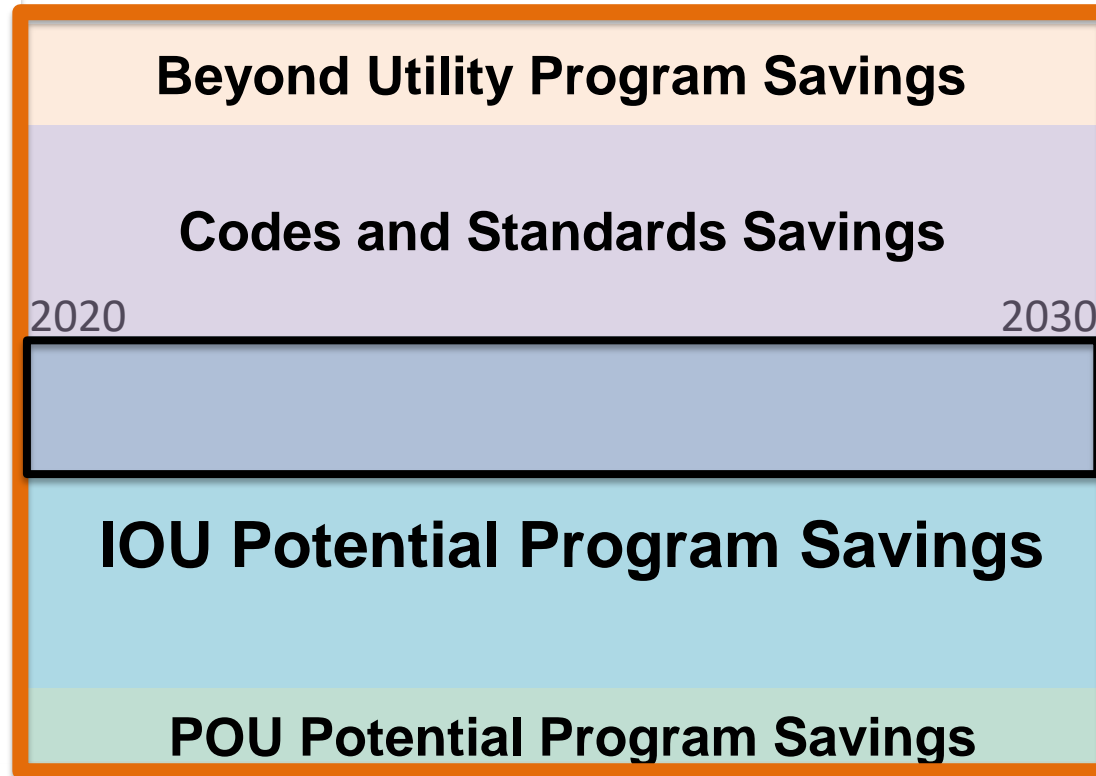 Beyond Utility Program Savings
Codes and Standards Savings
2020 2030
IOU Potential Program Savings
POU Potential Program Savings